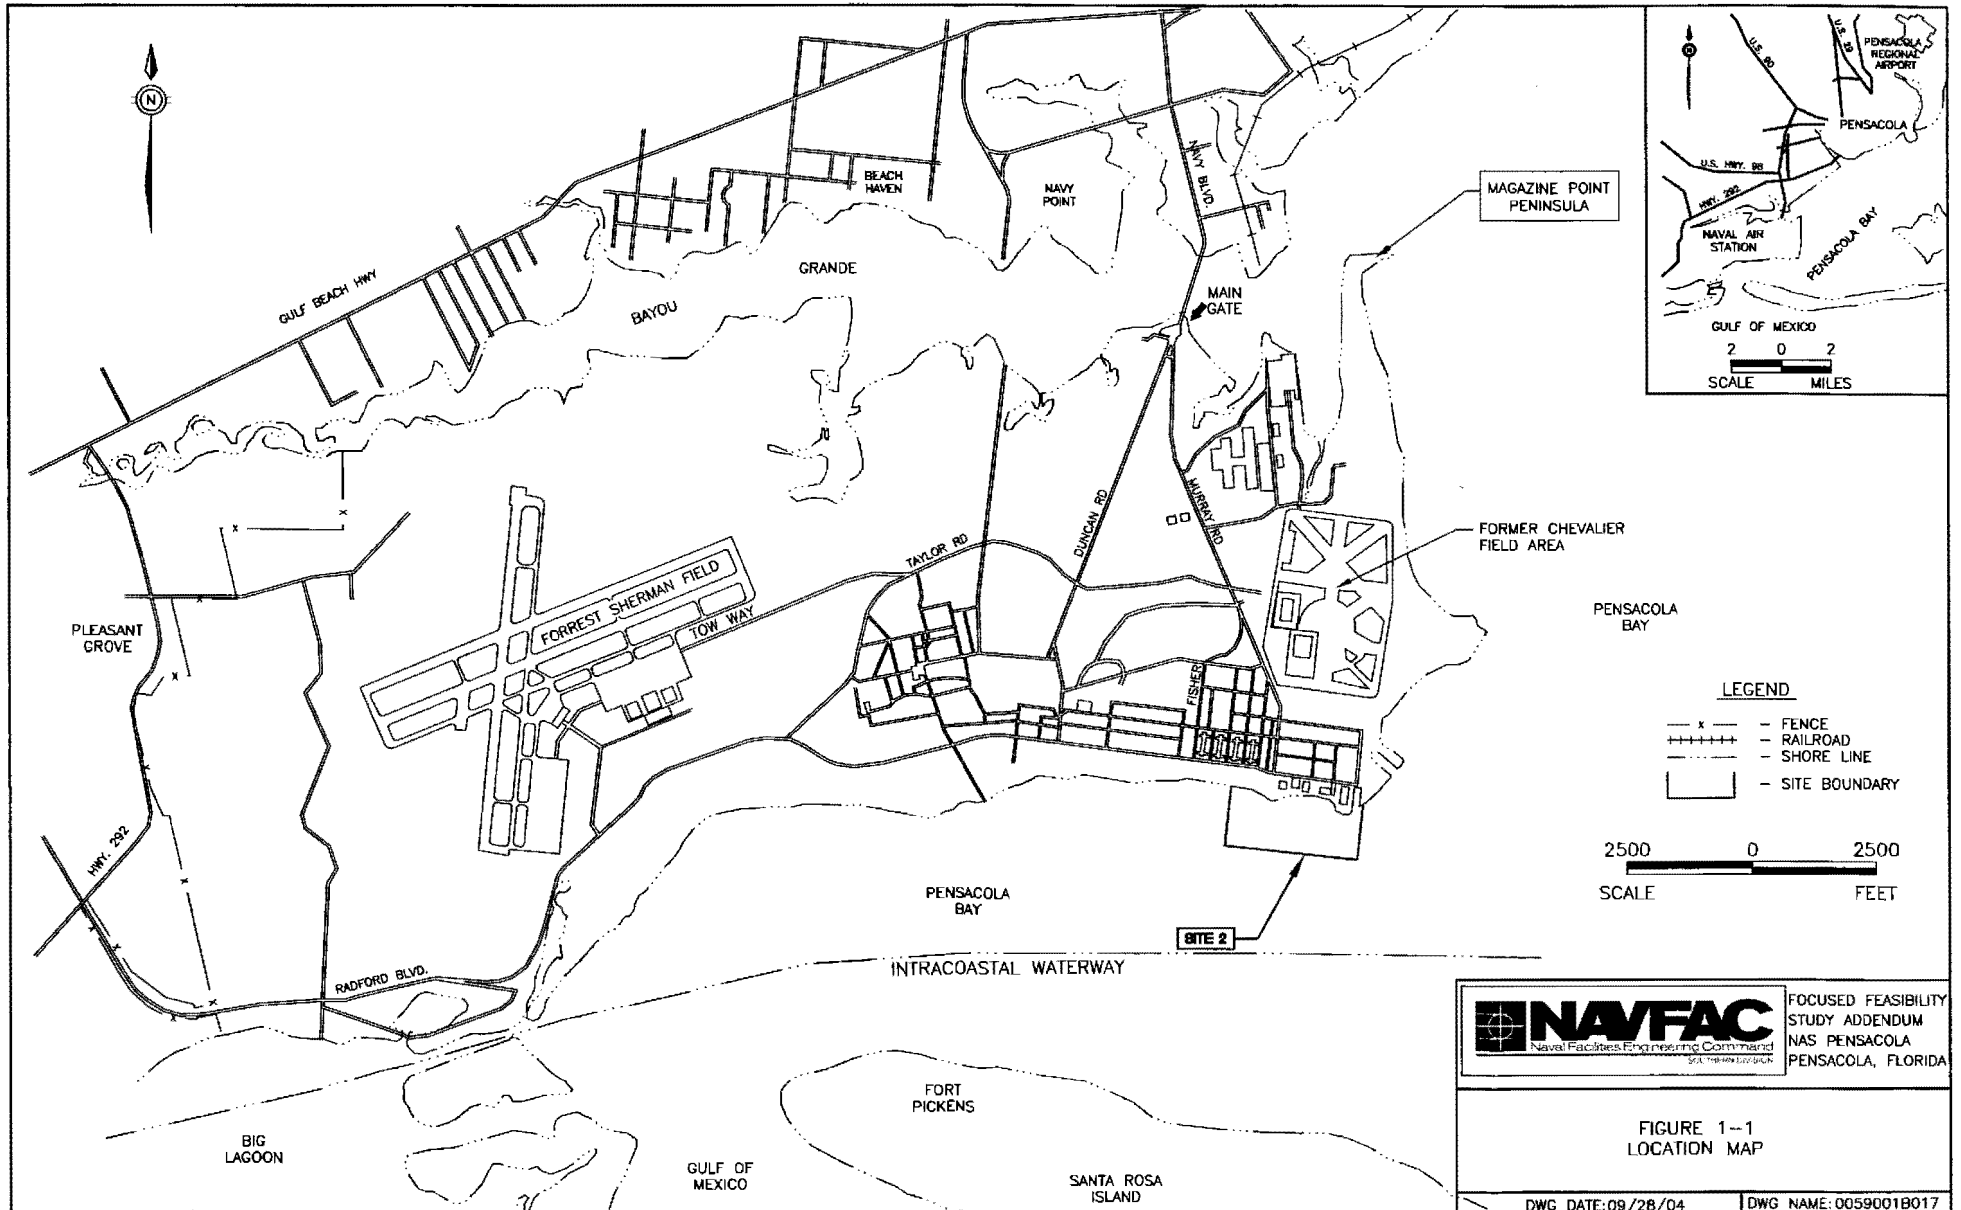 N
BEACH
HAVEN
NAVY
POINT
NAVY BLVD.
MAGAZINE POINT
PENINSULA
GRANDE
BAYOU
GULF BEACH HWY
MAIN
GATE
DUNCAN RD
MURRAY RD
TAYLOR RD
FORMER CHEVALIER
FIELD AREA
FORREST SHERMAN FIELD
TOW WAY
PLEASANT
GROVE
PENSACOLA
BAY
FISHER
HWY. 292
PENSACOLA
BAY
SITE 2
INTRACOASTAL WATERWAY
RADFORD BLVD.
FORT
PICKENS
BIG
LAGOON
GULF OF
MEXICO
SANTA ROSA
ISLAND
U.S. 90
U.S. 29
PENSACOLA
REGIONAL
AIRPORT
PENSACOLA
U.S. HWY. 98
HWY. 292
NAVAL AIR
STATION
PENSACOLA BAY
GULF OF MEXICO
2 0 2
SCALE MILES
LEGEND
x - FENCE
- RAILROAD
- SHORE LINE
- SITE BOUNDARY
2500 0 2500
SCALE FEET
NAVFAC
Naval Facilities Engineering Command
SOUTHERN DIVISION
FOCUSED FEASIBILITY
STUDY ADDENDUM
NAS PENSACOLA
PENSACOLA, FLORIDA
FIGURE 1-1
LOCATION MAP
DWG DATE:09/28/04 DWG NAME:0059001B017